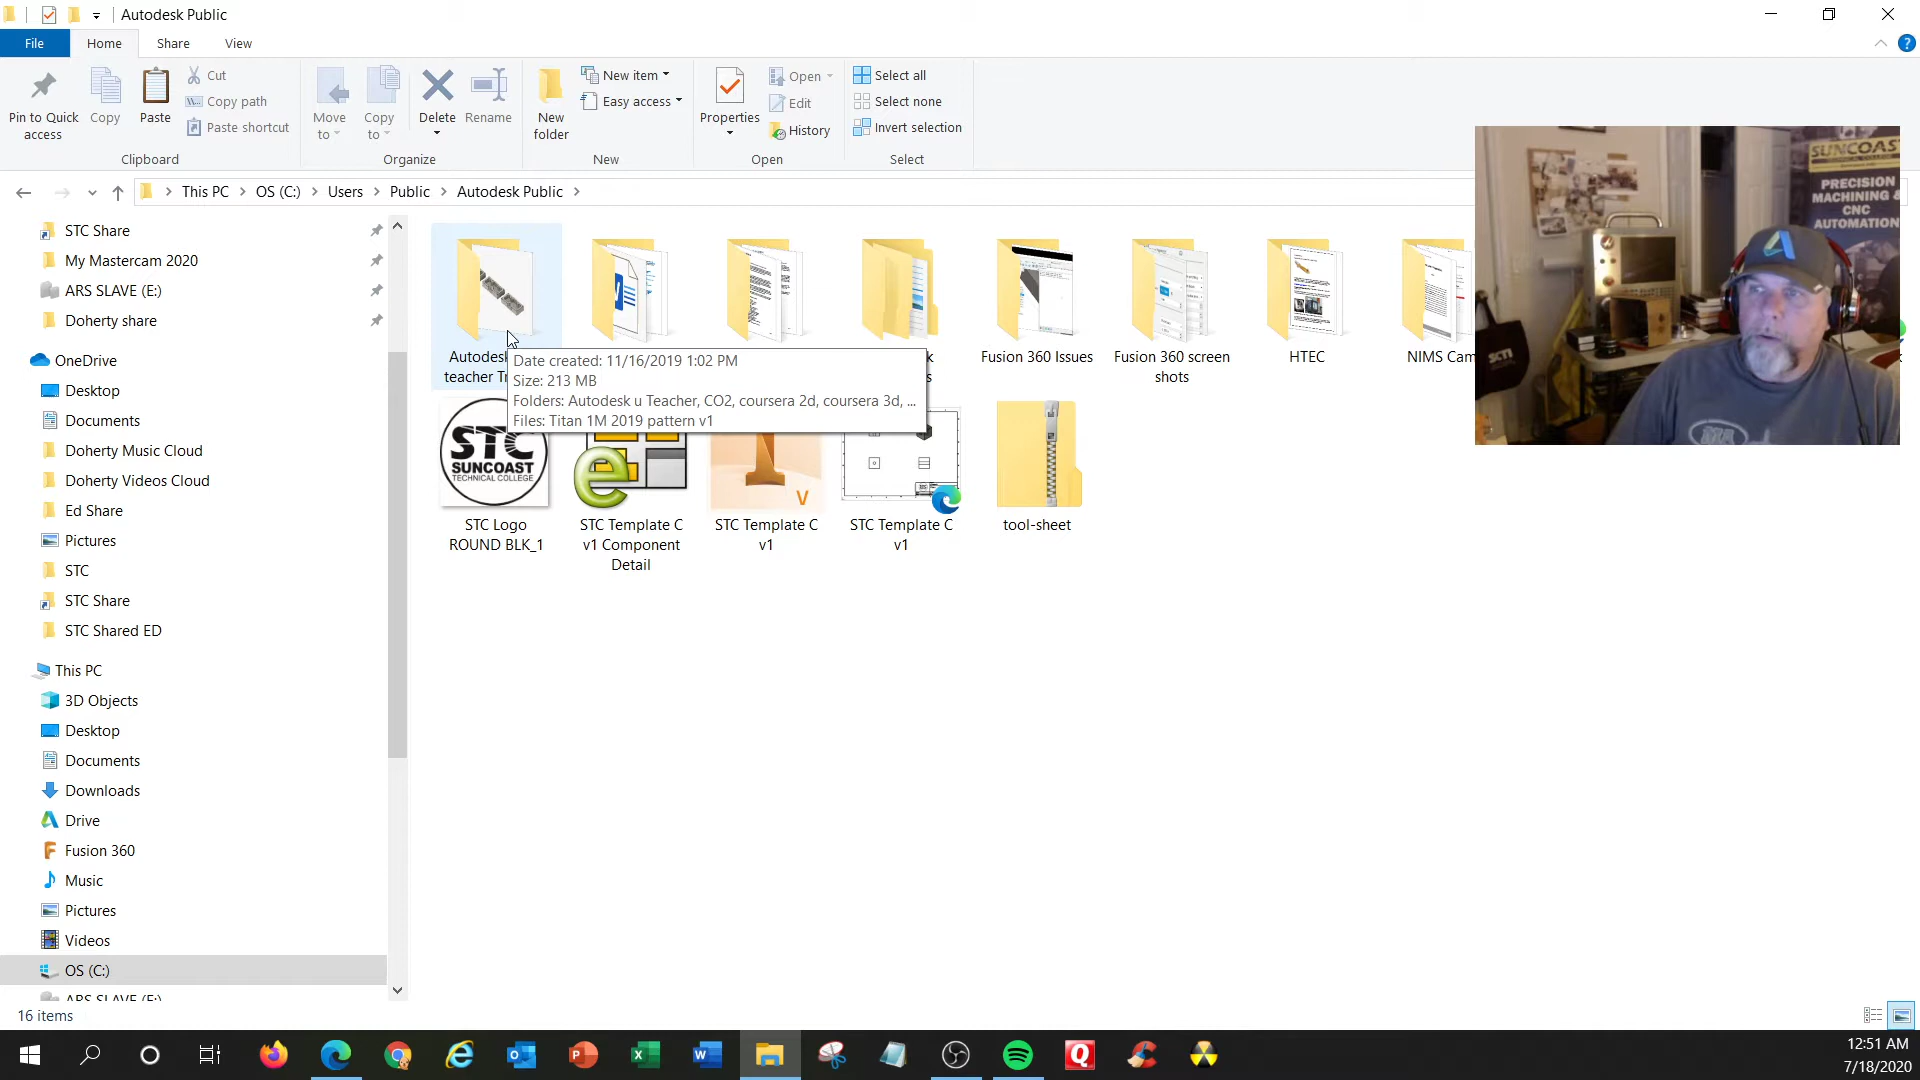 Autodesk Public
File
Home
Share
View
Pin to Quick access
Copy
Paste
Cut
Copy path
Paste shortcut
Clipboard
Move to
Copy to
Delete
Rename
Organize
New folder
New item
Easy access
New
Properties
Open
Edit
History
Open
Select all
Select none
Invert selection
Select
This PC > OS (C:) > Users > Public > Autodesk Public >
STC Share
My Mastercam 2020
ARS SLAVE (E:)
Doherty share
OneDrive
Desktop
Documents
Doherty Music Cloud
Doherty Videos Cloud
Ed Share
Pictures
STC
STC Share
STC Shared ED
This PC
3D Objects
Desktop
Documents
Downloads
Drive
Fusion 360
Music
Pictures
Videos
OS (C:)
ARS SLAVE (E:)
Autodesk
teacher Tr
Date created: 11/16/2019 1:02 PM
Size: 213 MB
Folders: Autodesk u Teacher, CO2, coursera 2d, coursera 3d, ...
Files: Titan 1M 2019 pattern v1
Fusion 360 Issues
Fusion 360 screen
shots
HTEC
NIMS Cam
STC
SUNCOAST
TECHNICAL COLLEGE
STC Logo
ROUND BLK_1
STC Template C
v1 Component
Detail
STC Template C
v1
STC Template C
v1
tool-sheet
SUNCOAST
PRECISION
MACHINING &
CNC
AUTOMATION
16 items
12:51 AM
7/18/2020